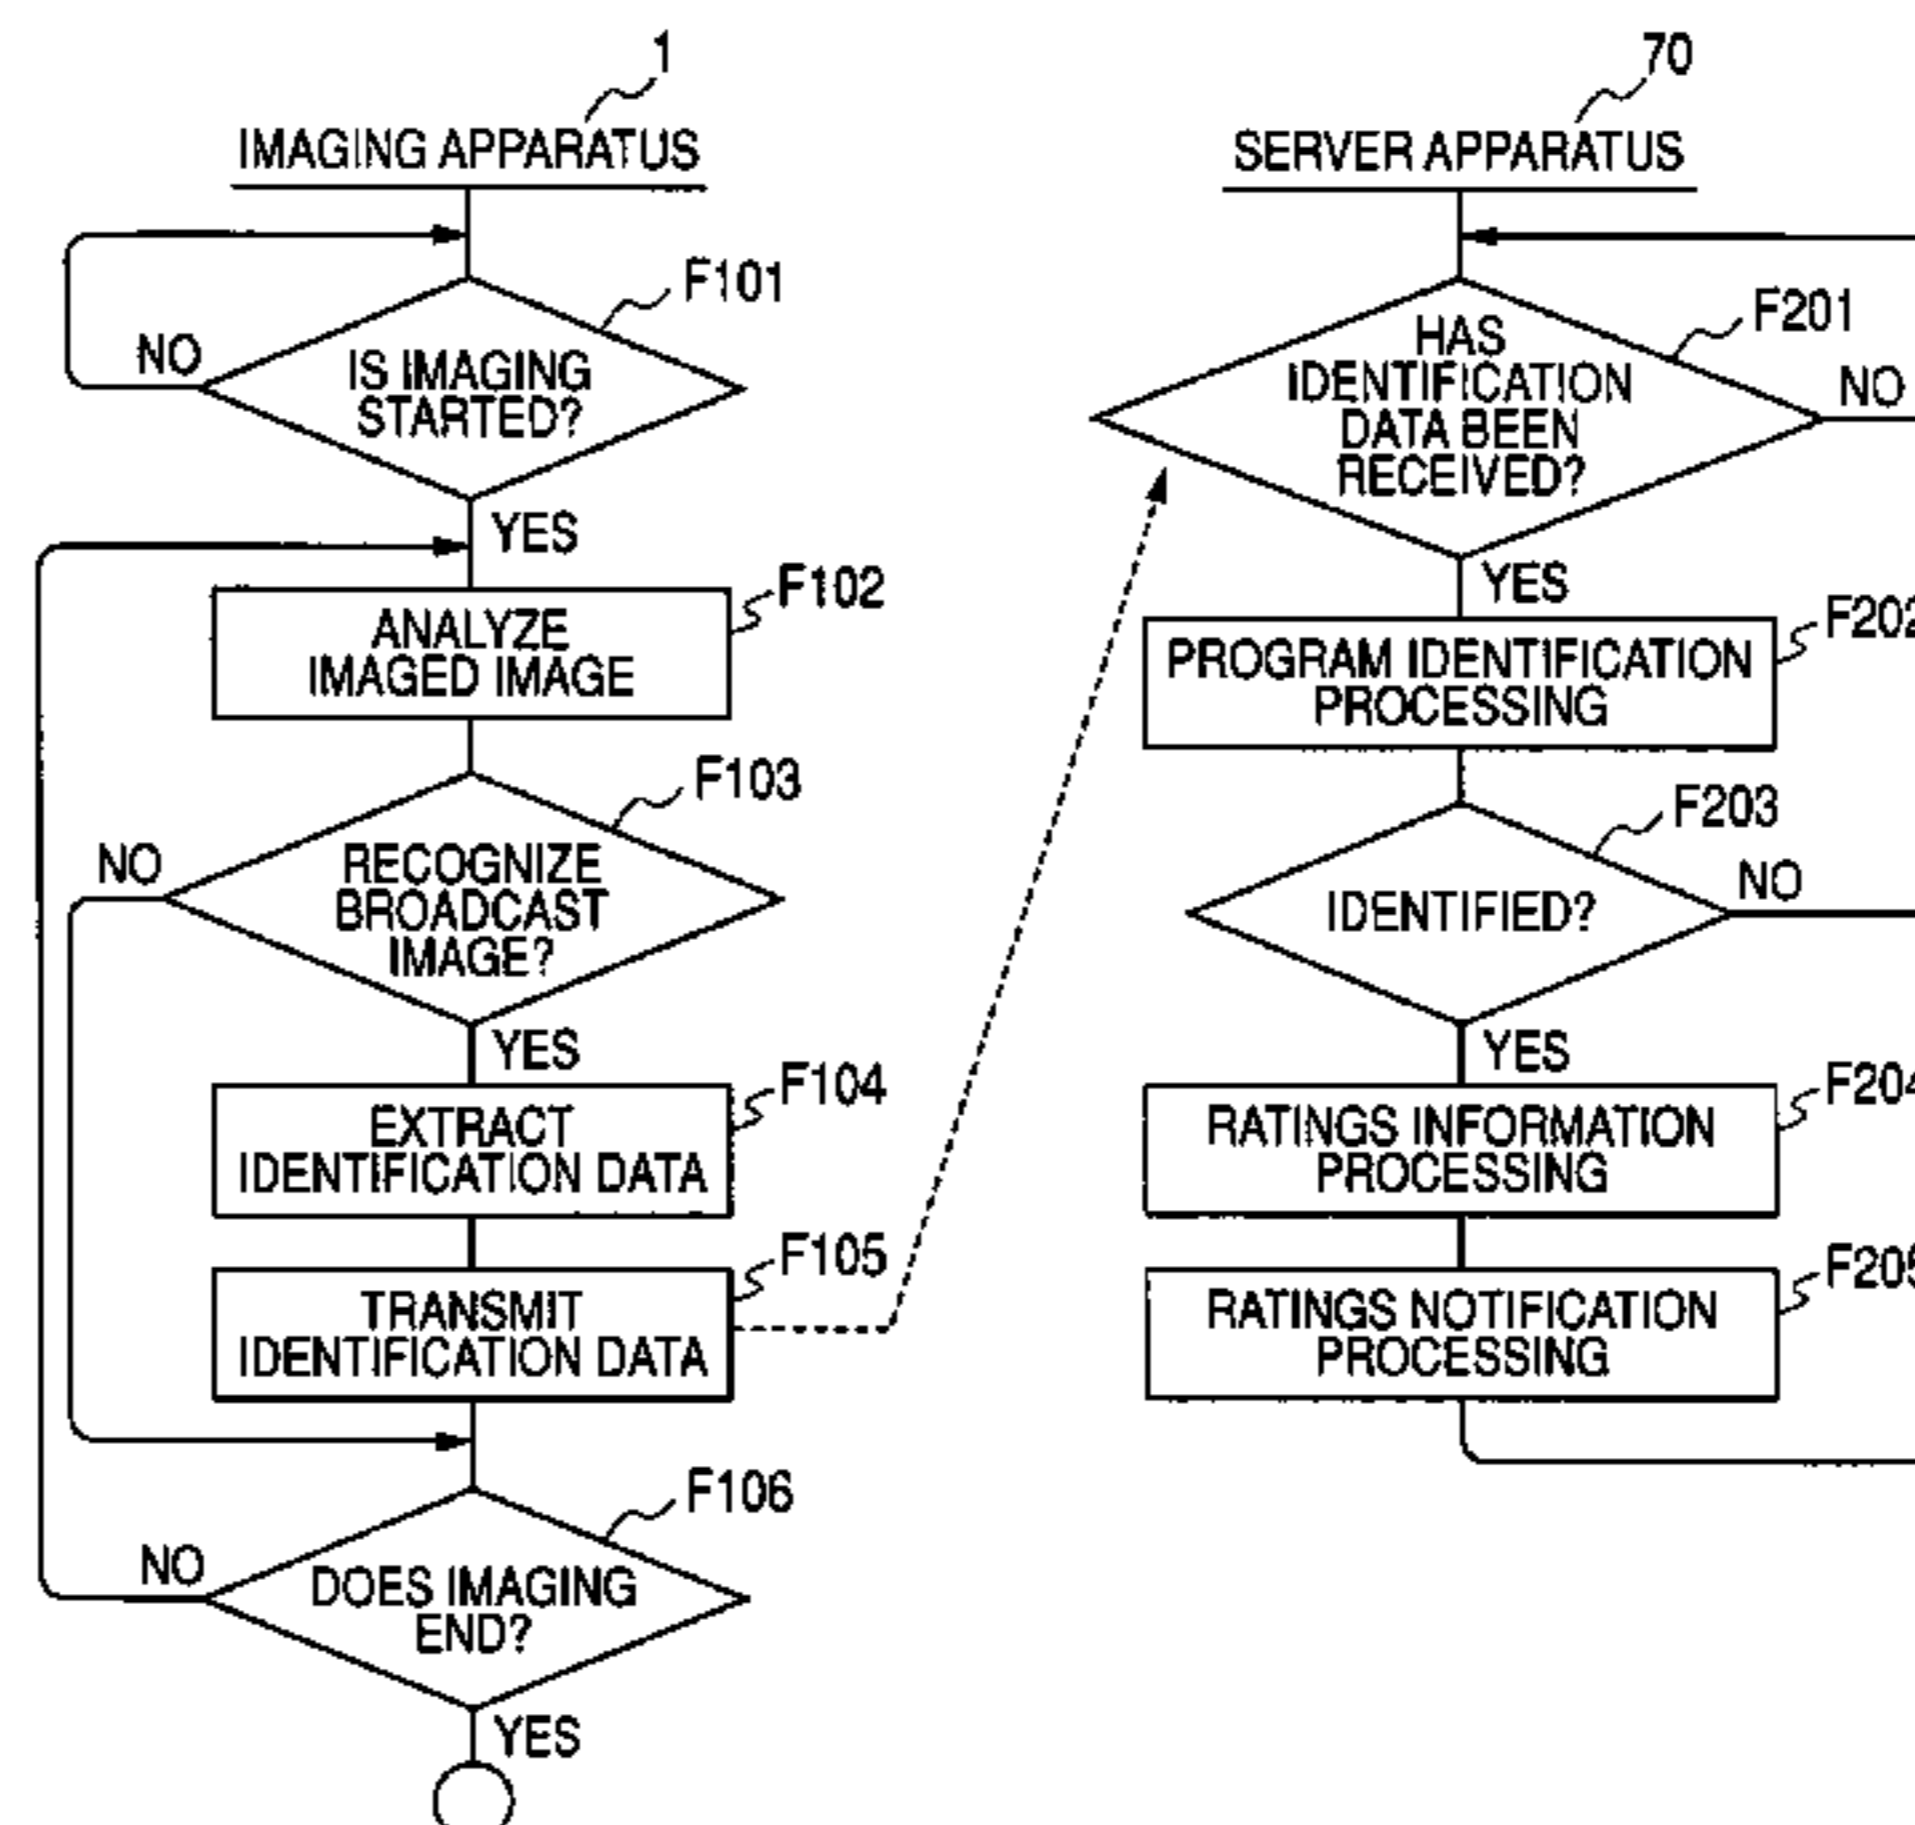 1
IMAGING APPARATUS
F101
NO
IS IMAGING
STARTED?
YES
F102
ANALYZE
IMAGED IMAGE
F103
NO
RECOGNIZE
BROADCAST
IMAGE?
YES
F104
EXTRACT
IDENTIFICATION DATA
F105
TRANSMIT
IDENTIFICATION DATA
F106
NO
DOES IMAGING
END?
YES
70
SERVER APPARATUS
F201
HAS
IDENTIFICATION
DATA BEEN
RECEIVED?
NO
YES
F202
PROGRAM IDENTIFICATION
PROCESSING
F203
IDENTIFIED?
NO
YES
F204
RATINGS INFORMATION
PROCESSING
F205
RATINGS NOTIFICATION
PROCESSING